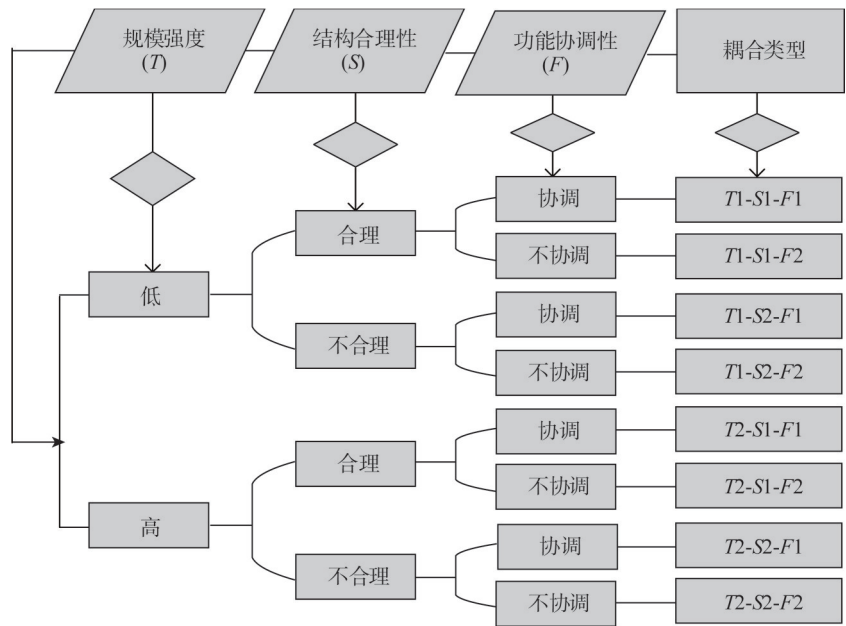 规模强度
(T)
结构合理性
(S)
功能协调性
(F)
耦合类型
协调
T1-S1-F1
合理
不协调
T1-S1-F2
低
协调
T1-S2-F1
不合理
不协调
T1-S2-F2
协调
T2-S1-F1
合理
不协调
T2-S1-F2
高
协调
T2-S2-F1
不合理
不协调
T2-S2-F2